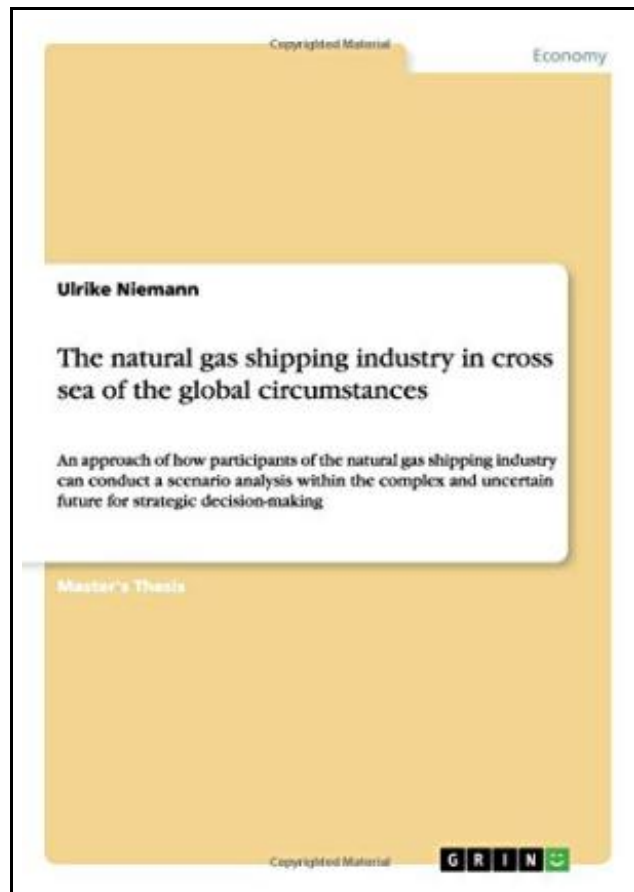 Copyrighted Material
Economy
Ulrike Niemann
The natural gas shipping industry in cross
sea of the global circumstances
An approach of how participants of the natural gas shipping industry
can conduct a scenario analysis within the complex and uncertain
future for strategic decision-making
Master's Thesis
Copyrighted Material
GRIN